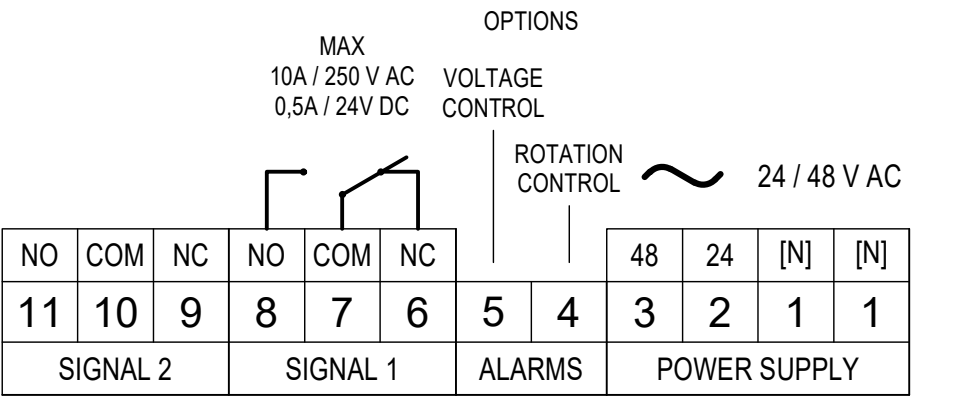 OPTIONS
MAX
10A / 250 V AC
0,5A / 24V DC
VOLTAGE
CONTROL
ROTATION
CONTROL
24 / 48 V AC
NO COM NC NO COM NC 48 24 [N] [N]
11 10 9 8 7 6 5 4 3 2 1 1
SIGNAL 2 SIGNAL 1 ALARMS POWER SUPPLY